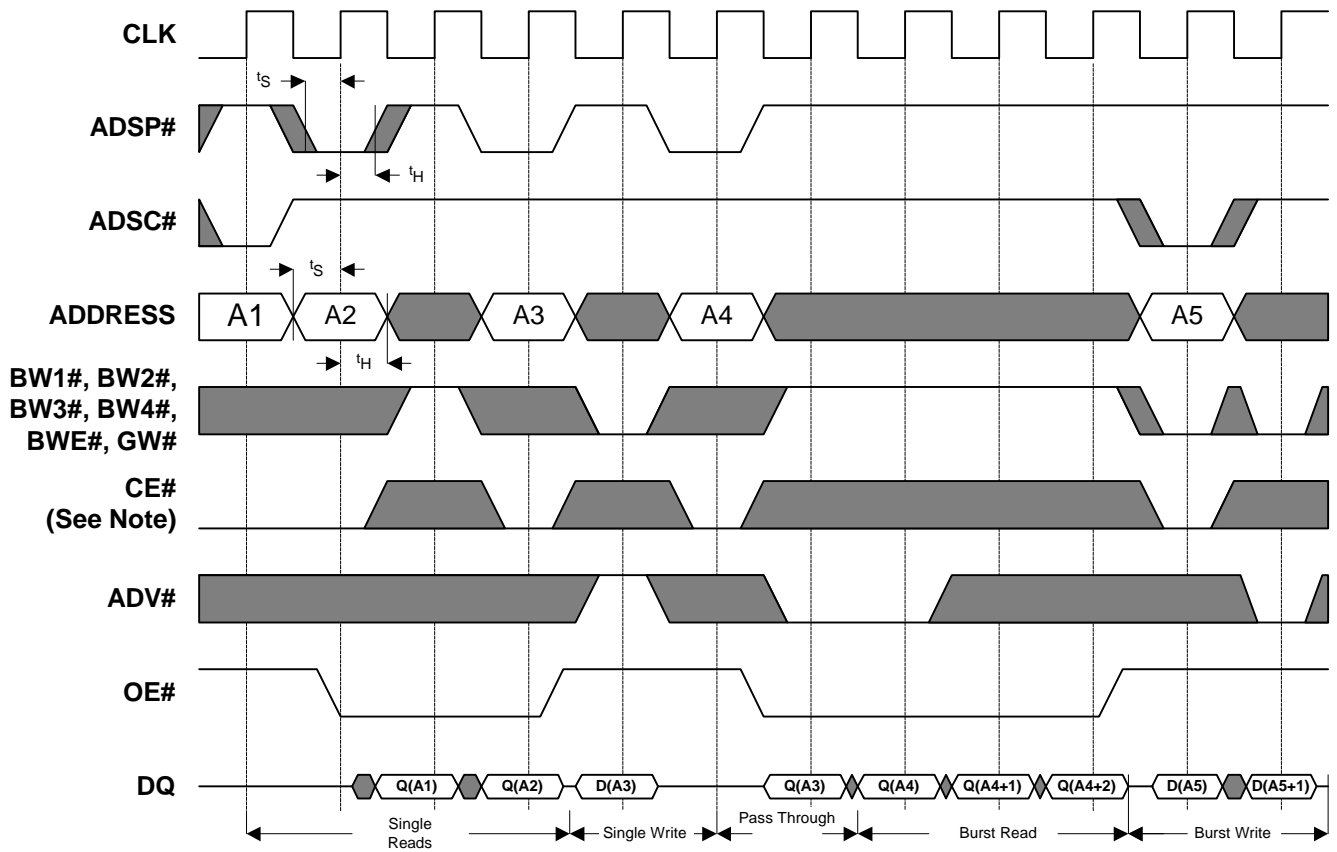 CLK
tS
ADSP#
tH
ADSC#
tS
ADDRESS
A1
A2
A3
A4
A5
tH
BW1#, BW2#,
BW3#, BW4#,
BWE#, GW#
CE#
(See Note)
ADV#
OE#
DQ
Q(A1)
Q(A2)
D(A3)
Q(A3)
Q(A4)
Q(A4+1)
Q(A4+2)
D(A5)
D(A5+1)
Single
Reads
Single Write
Pass Through
Burst Read
Burst Write